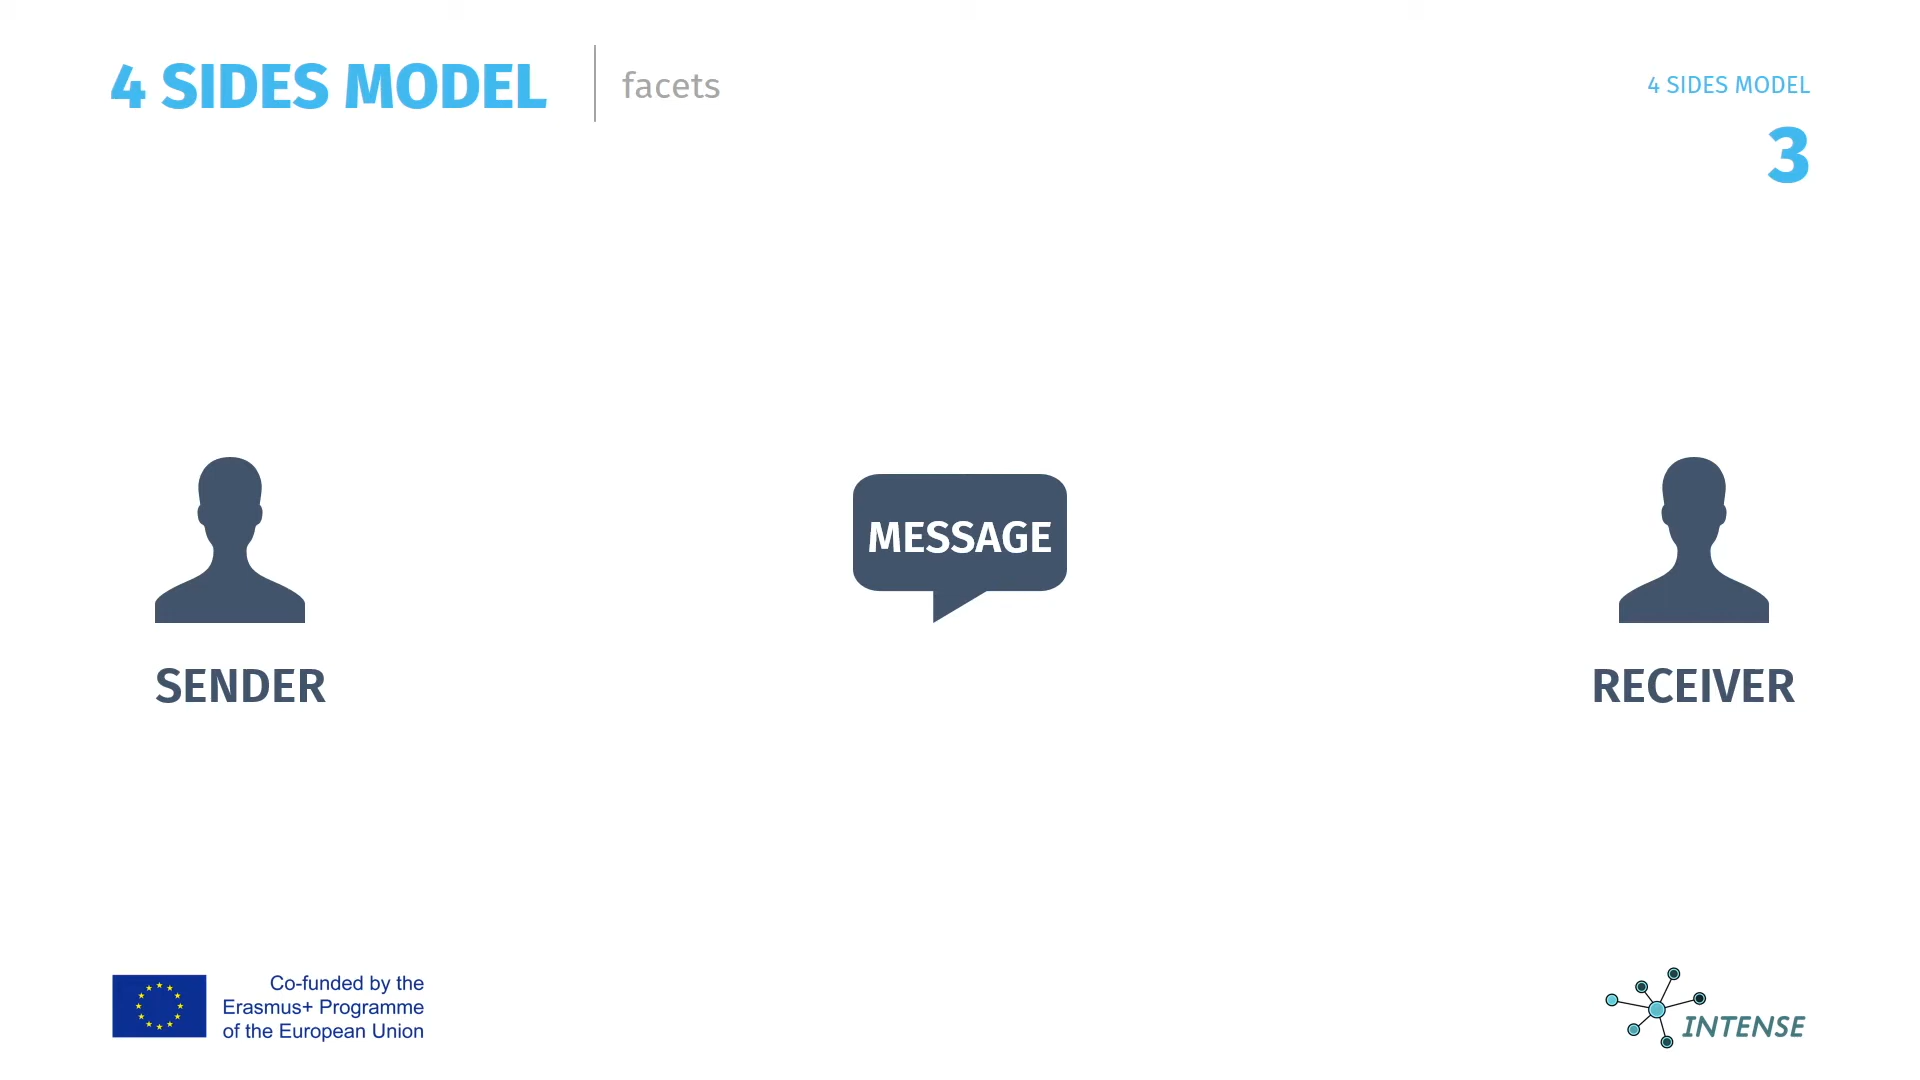 4 SIDES MODEL
facets
4 SIDES MODEL
3
MESSAGE
SENDER
RECEIVER
Co-funded by the
Erasmus+ Programme
of the European Union
INTENSE